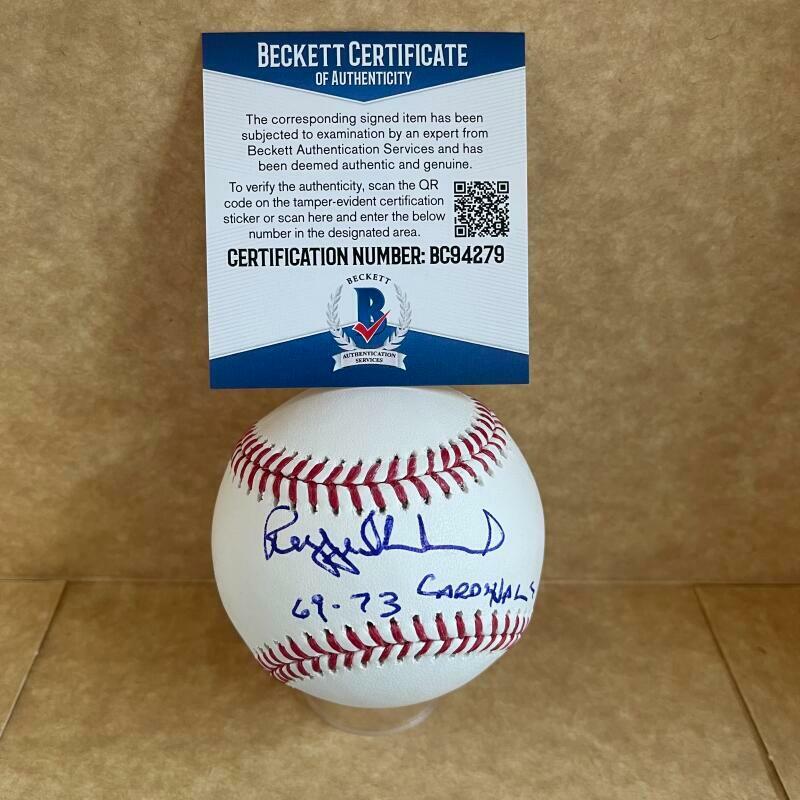 BECKETT CERTIFICATE
OF AUTHENTICITY
The corresponding signed item has been
subjected to examination by an expert from
Beckett Authentication Services and has
been deemed authentic and genuine.
To verify the authenticity, scan the QR
code on the tamper-evident certification
sticker or scan here and enter the below
number in the designated area.
CERTIFICATION NUMBER: BC94279
BECKETT
B
AUTHENTICATION
SERVICES
69-73 CARDINALS